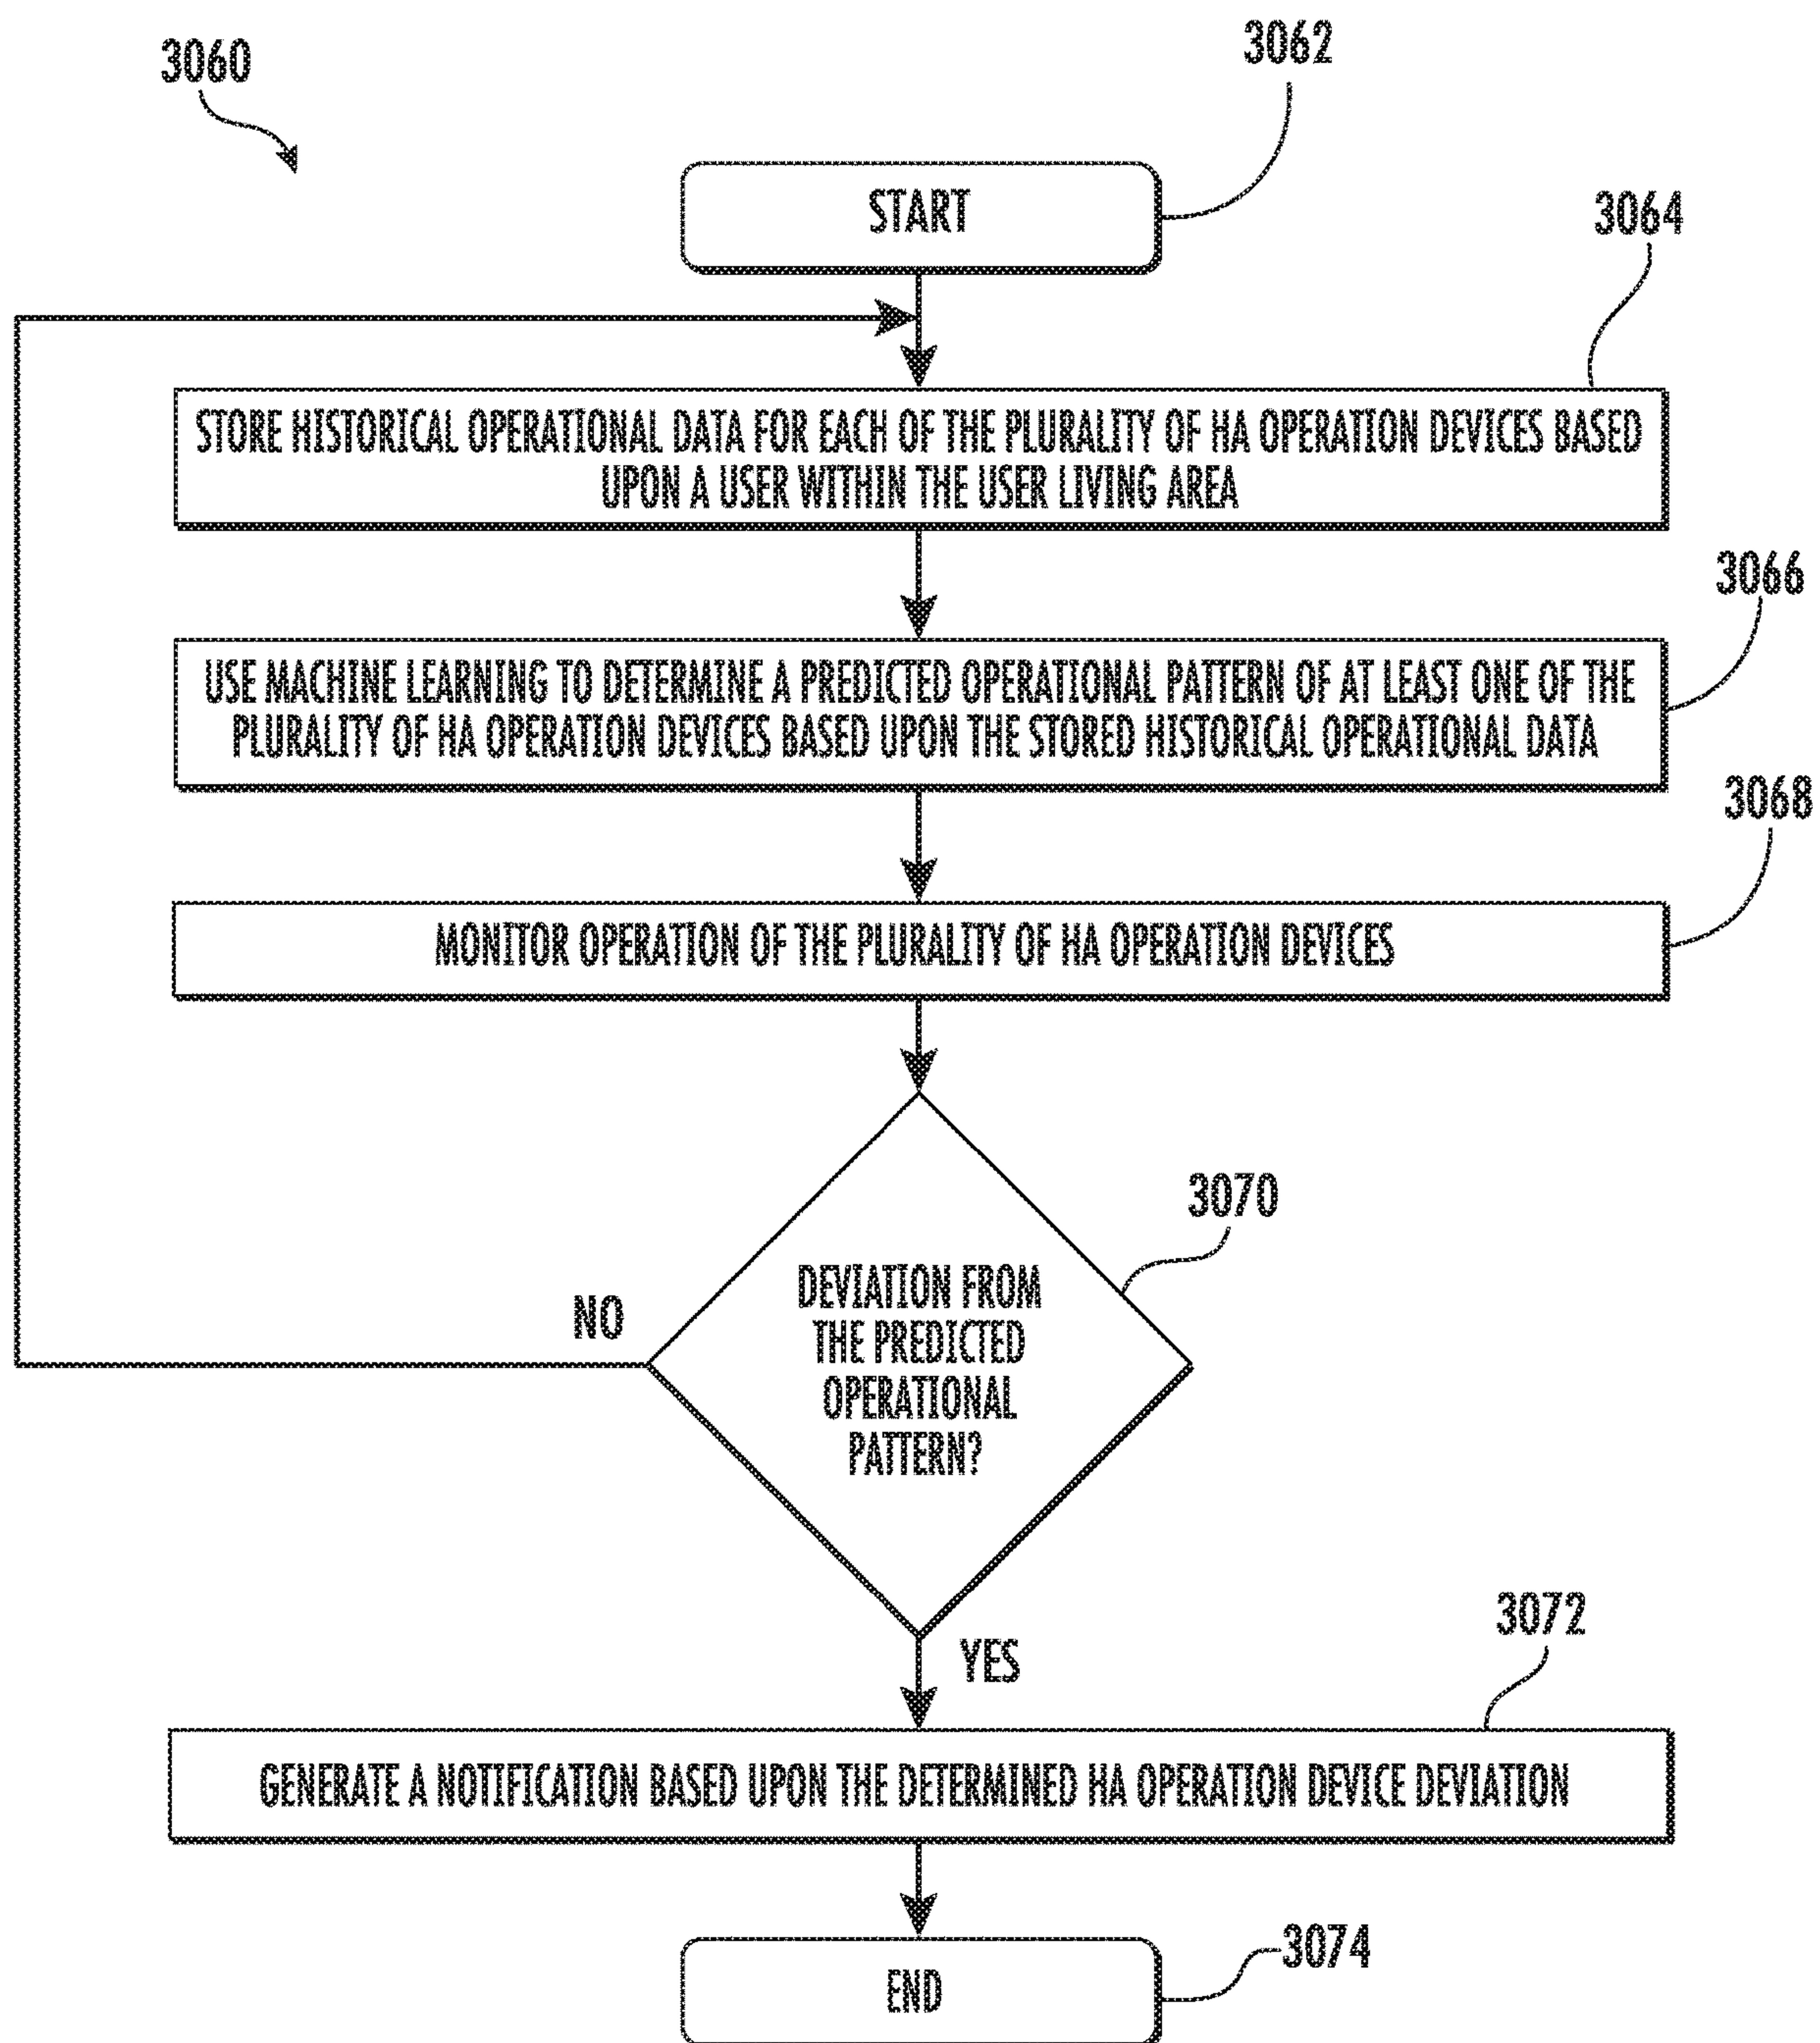 3060
3062
START
3064
STORE HISTORICAL OPERATIONAL DATA FOR EACH OF THE PLURALITY OF HA OPERATION DEVICES BASED
UPON A USER WITHIN THE USER LIVING AREA
3066
USE MACHINE LEARNING TO DETERMINE A PREDICTED OPERATIONAL PATTERN OF AT LEAST ONE OF THE
PLURALITY OF HA OPERATION DEVICES BASED UPON THE STORED HISTORICAL OPERATIONAL DATA
3068
MONITOR OPERATION OF THE PLURALITY OF HA OPERATION DEVICES
3070
DEVIATION FROM
THE PREDICTED
OPERATIONAL
PATTERN?
NO
YES
3072
GENERATE A NOTIFICATION BASED UPON THE DETERMINED HA OPERATION DEVICE DEVIATION
3074
END